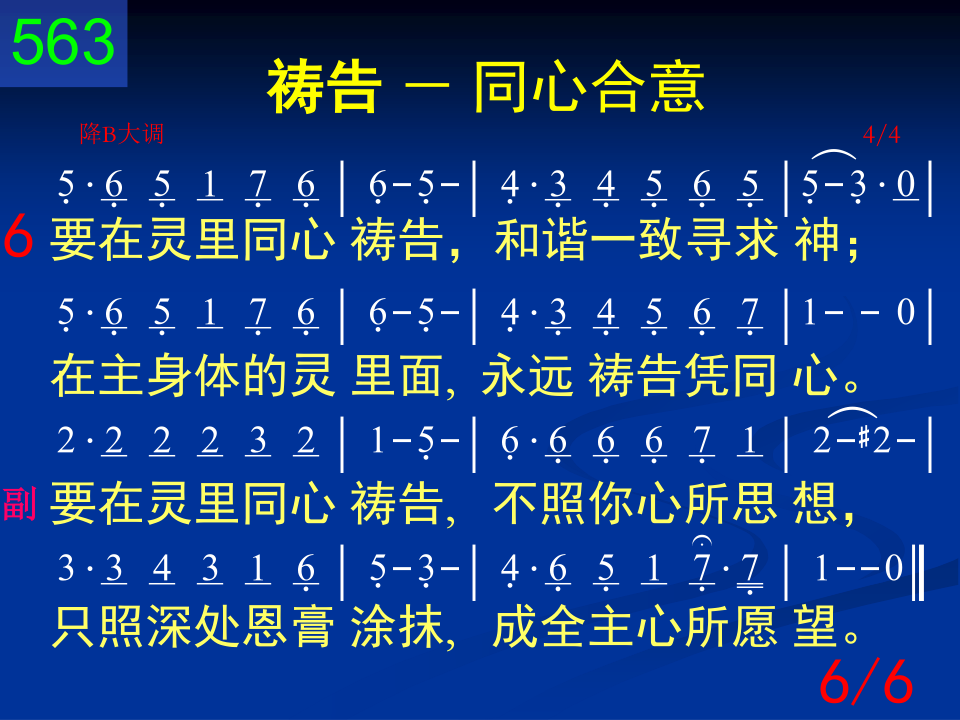 563
祷告 － 同心合意
降B大调 4/4
5̣ · 6̣ 5̣ 1 7̣ 6̣ | 6̣ - 5̣ - | 4̣ · 3̣ 4̣ 5̣ 6̣ 5̣ | 5̣ - 3̣ · 0 |
6 要在灵里同心 祷告，和谐一致寻求 神；
5̣ · 6̣ 5̣ 1 7̣ 6̣ | 6̣ - 5̣ - | 4̣ · 3̣ 4̣ 5̣ 6̣ 7̣ | 1 - - 0 |
在主身体的灵 里面, 永远 祷告凭同 心。
2 · 2 2 2 3 2 | 1 - 5̣ - | 6̣ · 6̣ 6̣ 6̣ 7̣ 1 | 2 - #2 - |
副 要在灵里同心 祷告, 不照你心所思 想，
3 · 3 4 3 1 6̣ | 5̣ - 3̣ - | 4̣ · 6̣ 5̣ 1 7̣ · 7̣ | 1 - - 0 ‖
只照深处恩膏 涂抹, 成全主心所愿 望。
6/6